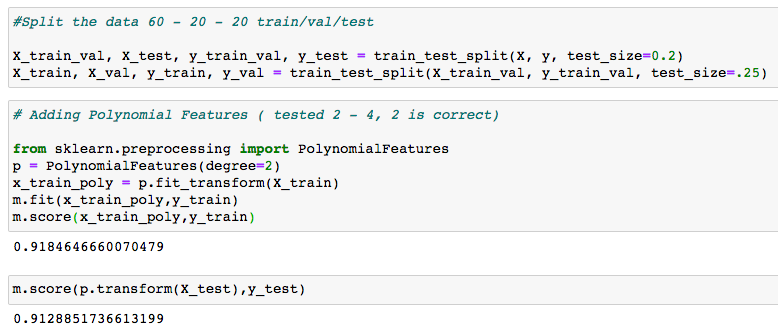 #Split the data 60 - 20 - 20 train/val/test
X_train_val, X_test, y_train_val, y_test = train_test_split(X, y, test_size=0.2)
X_train, X_val, y_train, y_val = train_test_split(X_train_val, y_train_val, test_size=.25)
# Adding Polynomial Features ( tested 2 - 4, 2 is correct)
from sklearn.preprocessing import PolynomialFeatures
p = PolynomialFeatures(degree=2)
x_train_poly = p.fit_transform(X_train)
m.fit(x_train_poly,y_train)
m.score(x_train_poly,y_train)
0.9184646660070479
m.score(p.transform(X_test),y_test)
0.9128851736613199